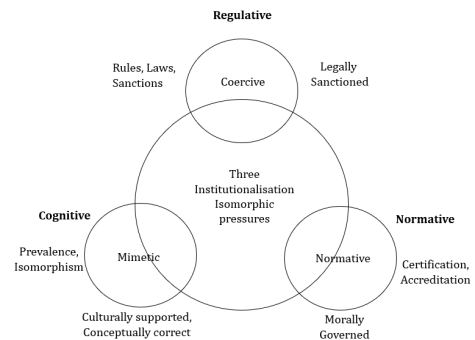 Regulative
Rules, Laws,
Sanctions
Coercive
Legally
Sanctioned
Three
Institutionalisation
Isomorphic
pressures
Cognitive
Prevalence,
Isomorphism
Mimetic
Culturally supported,
Conceptually correct
Normative
Normative
Certification,
Accreditation
Morally
Governed